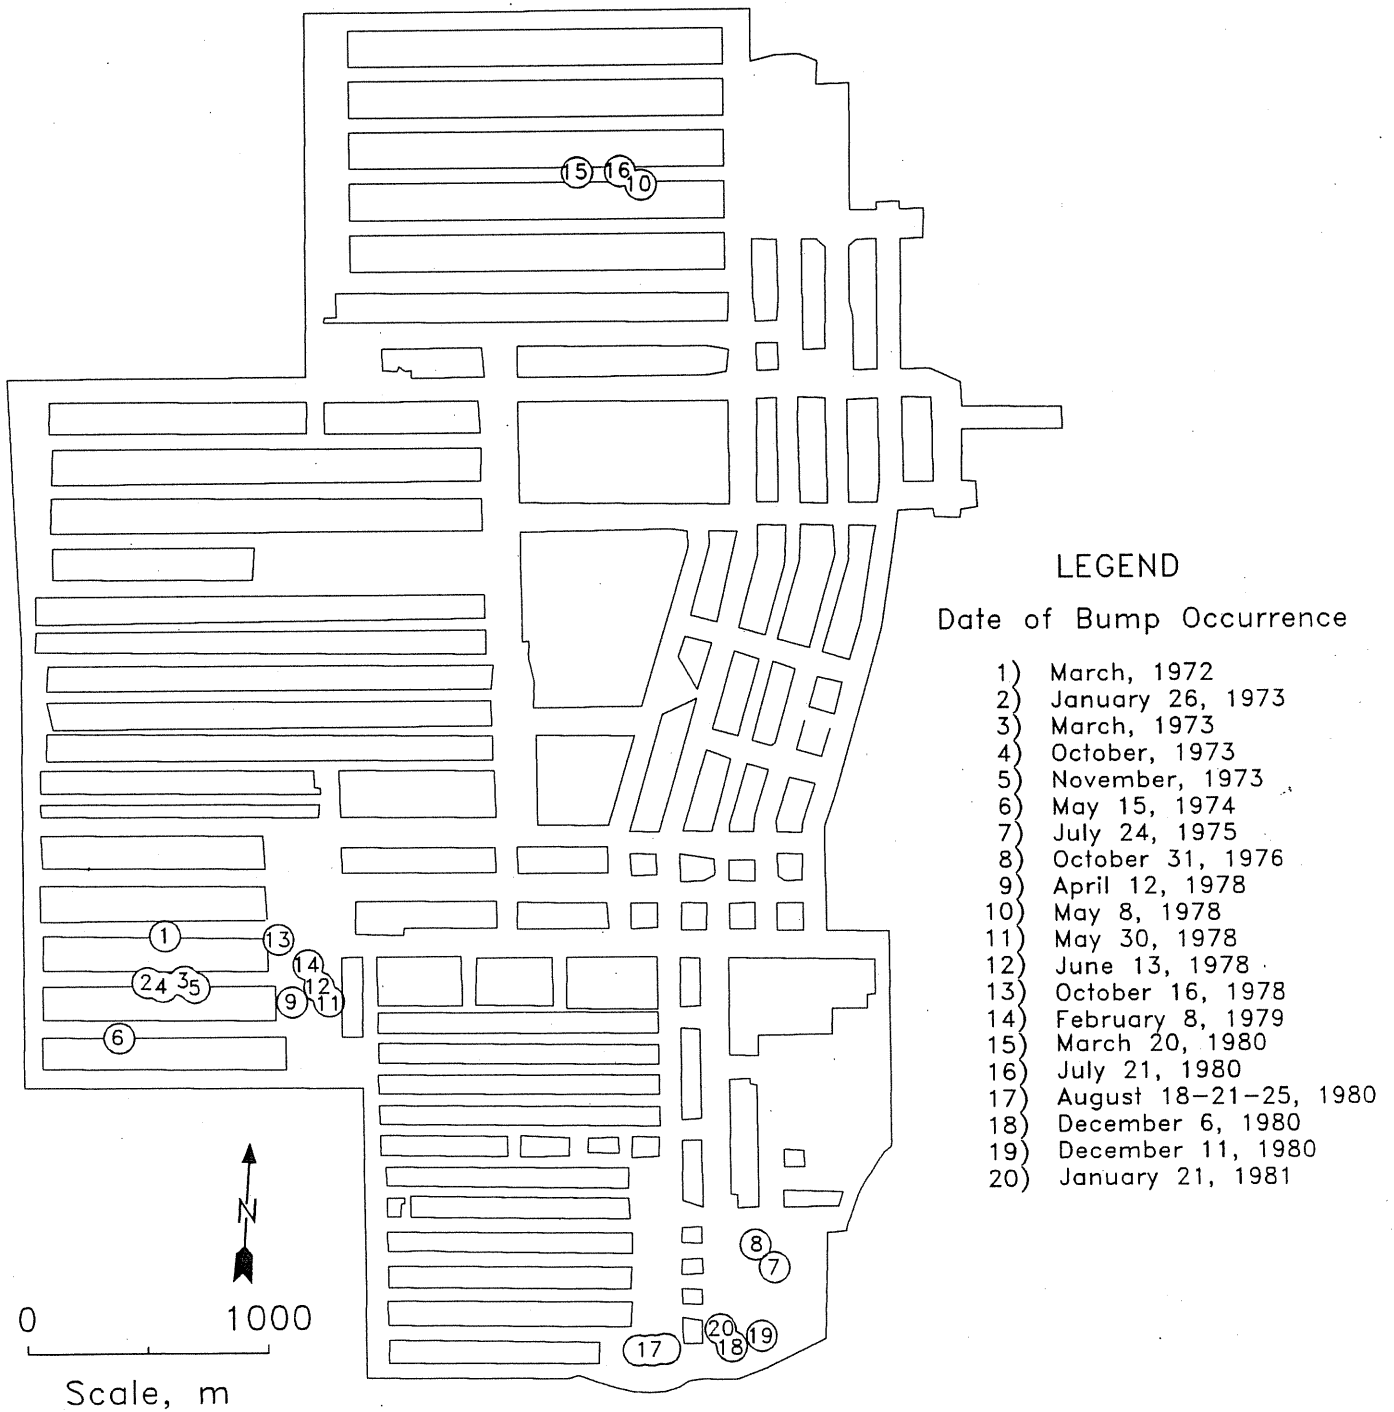 15 16
10
LEGEND
Date of Bump Occurrence
1) March, 1972
2) January 26, 1973
3) March, 1973
4) October, 1973
5) November, 1973
6) May 15, 1974
7) July 24, 1975
8) October 31, 1976
9) April 12, 1978
10) May 8, 1978
11) May 30, 1978
12) June 13, 1978
13) October 16, 1978
14) February 8, 1979
15) March 20, 1980
16) July 21, 1980
17) August 18-21-25, 1980
18) December 6, 1980
19) December 11, 1980
20) January 21, 1981
1 13
14
2 4 3 5 12
9 11
6
N
8
7
0 1000
20 19
17 18
Scale, m